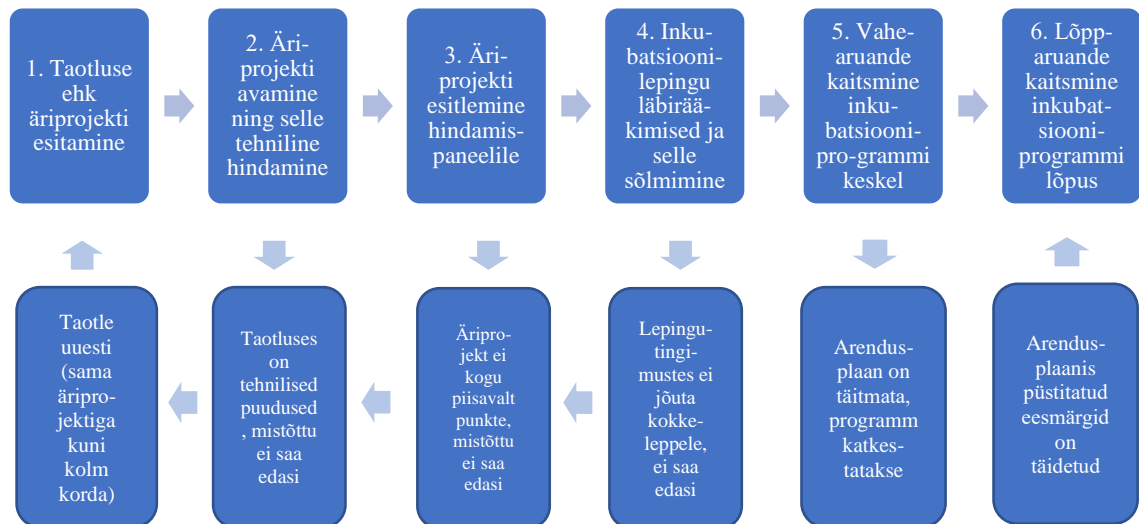 1. Taotluse
ehk
äriprojekti
esitamine
2. Äri-
projekti
avamine
ning selle
tehniline
hindamine
3. Äri-
projekti
esitlemine
hindamis-
paneelile
4. Inku-
batsiooni-
lepingu
läbirää-
kimised ja
selle
sõlmimine
5. Vahe-
aruande
kaitsmine
inku-
batsiooni-
pro-grammi
keskel
6. Lõpp-
aruande
kaitsmine
inkubat-
siooni-
programmi
lõpus
Taotle
uuesti
(sama
äripro-
jektiga
kuni
kolm
korda)
Taotluses
on
tehnilised
puudused
, mistõttu
ei saa
edasi
Äripro-
jekt ei
kogu
piisavalt
punkte,
mistõttu
ei saa
edasi
Lepingu-
tingi-
mustes ei
jõuta
kokke-
leppele,
ei saa
edasi
Arendus-
plaan on
täitmata,
programm
katkes-
tatakse
Arendus-
plaanis
püstitatud
eesmärgid
on
täidetud